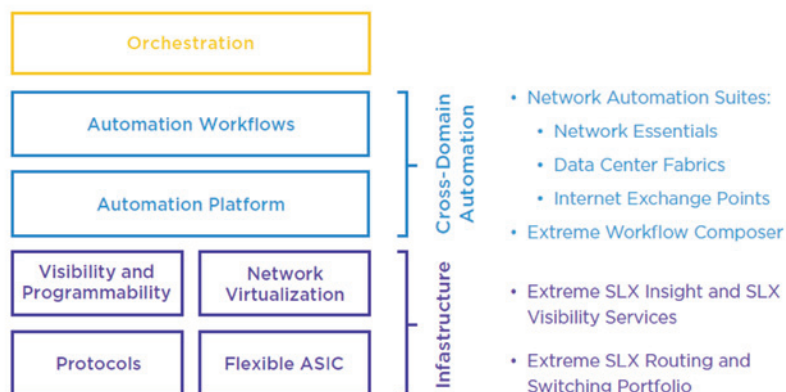 Orchestration
Automation Workflows
Automation Platform
Cross-Domain
Automation
• Network Automation Suites:
• Network Essentials
• Data Center Fabrics
• Internet Exchange Points
• Extreme Workflow Composer
Visibility and
Programmability
Network
Virtualization
Protocols
Flexible ASIC
Infastructure
• Extreme SLX Insight and SLX
Visibility Services
• Extreme SLX Routing and
Switching Portfolio